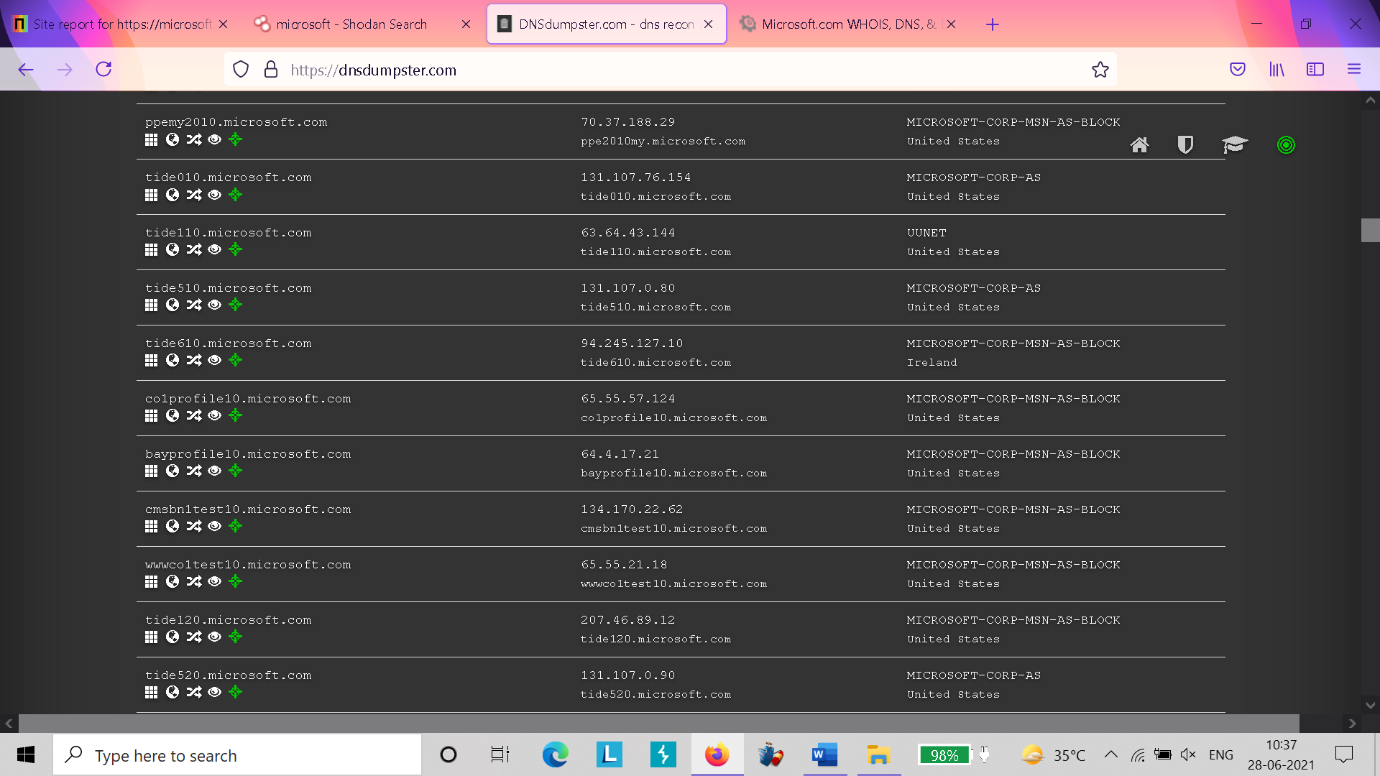 Site report for https://microsoft
microsoft - Shodan Search
DNSdumpster.com - dns recon
Microsoft.com WHOIS, DNS, &
https://dnsdumpster.com
ppemy2010.microsoft.com 70.37.188.29 MICROSOFT-CORP-MSN-AS-BLOCK
ppe2010my.microsoft.com United States
tide010.microsoft.com 131.107.76.154 MICROSOFT-CORP-AS
tide010.microsoft.com United States
tide110.microsoft.com 63.64.43.144 UUNET
tide110.microsoft.com United States
tide510.microsoft.com 131.107.0.80 MICROSOFT-CORP-AS
tide510.microsoft.com United States
tide610.microsoft.com 94.245.127.10 MICROSOFT-CORP-MSN-AS-BLOCK
tide610.microsoft.com Ireland
co1profile10.microsoft.com 65.55.57.124 MICROSOFT-CORP-MSN-AS-BLOCK
co1profile10.microsoft.com United States
bayprofile10.microsoft.com 64.4.17.21 MICROSOFT-CORP-MSN-AS-BLOCK
bayprofile10.microsoft.com United States
cmsbn1test10.microsoft.com 134.170.22.62 MICROSOFT-CORP-MSN-AS-BLOCK
cmsbn1test10.microsoft.com United States
wwwco1test10.microsoft.com 65.55.21.18 MICROSOFT-CORP-MSN-AS-BLOCK
wwwco1test10.microsoft.com United States
tide120.microsoft.com 207.46.89.12 MICROSOFT-CORP-MSN-AS-BLOCK
tide120.microsoft.com United States
tide520.microsoft.com 131.107.0.90 MICROSOFT-CORP-AS
tide520.microsoft.com United States
Type here to search
98%
35°C
ENG
10:37
28-06-2021